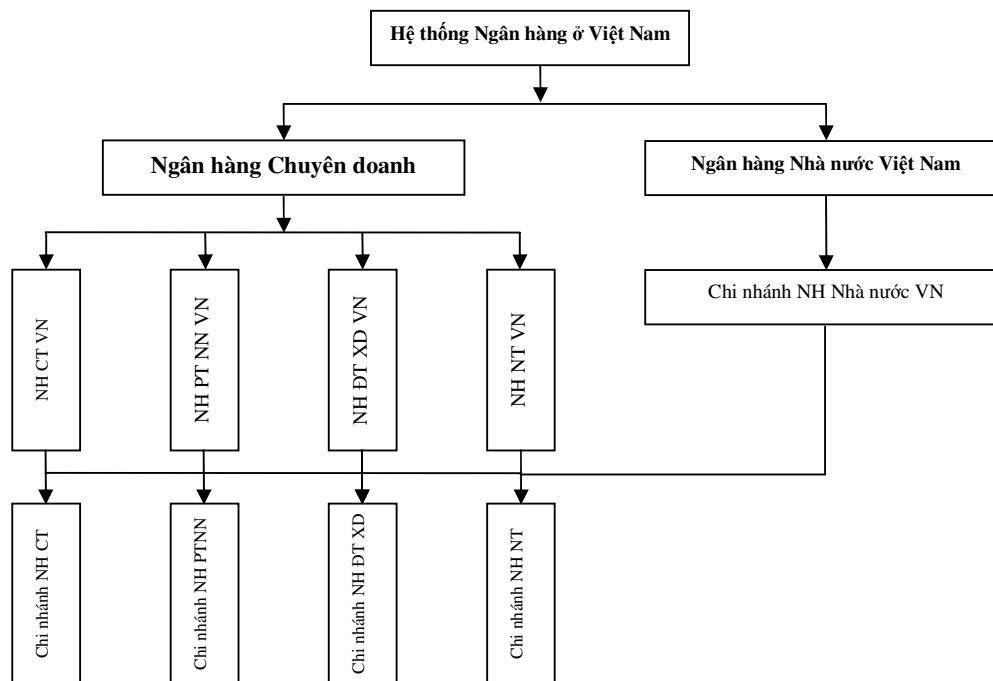 Hệ thống Ngân hàng ở Việt Nam
Ngân hàng Chuyên doanh
Ngân hàng Nhà nước Việt Nam
NH CT VN
NH PT NN VN
NH ĐT XD VN
NH NT VN
Chi nhánh NH Nhà nước VN
Chi nhánh NH CT
Chi nhánh NH PTNN
Chi nhánh NH ĐT XD
Chi nhánh NH NT